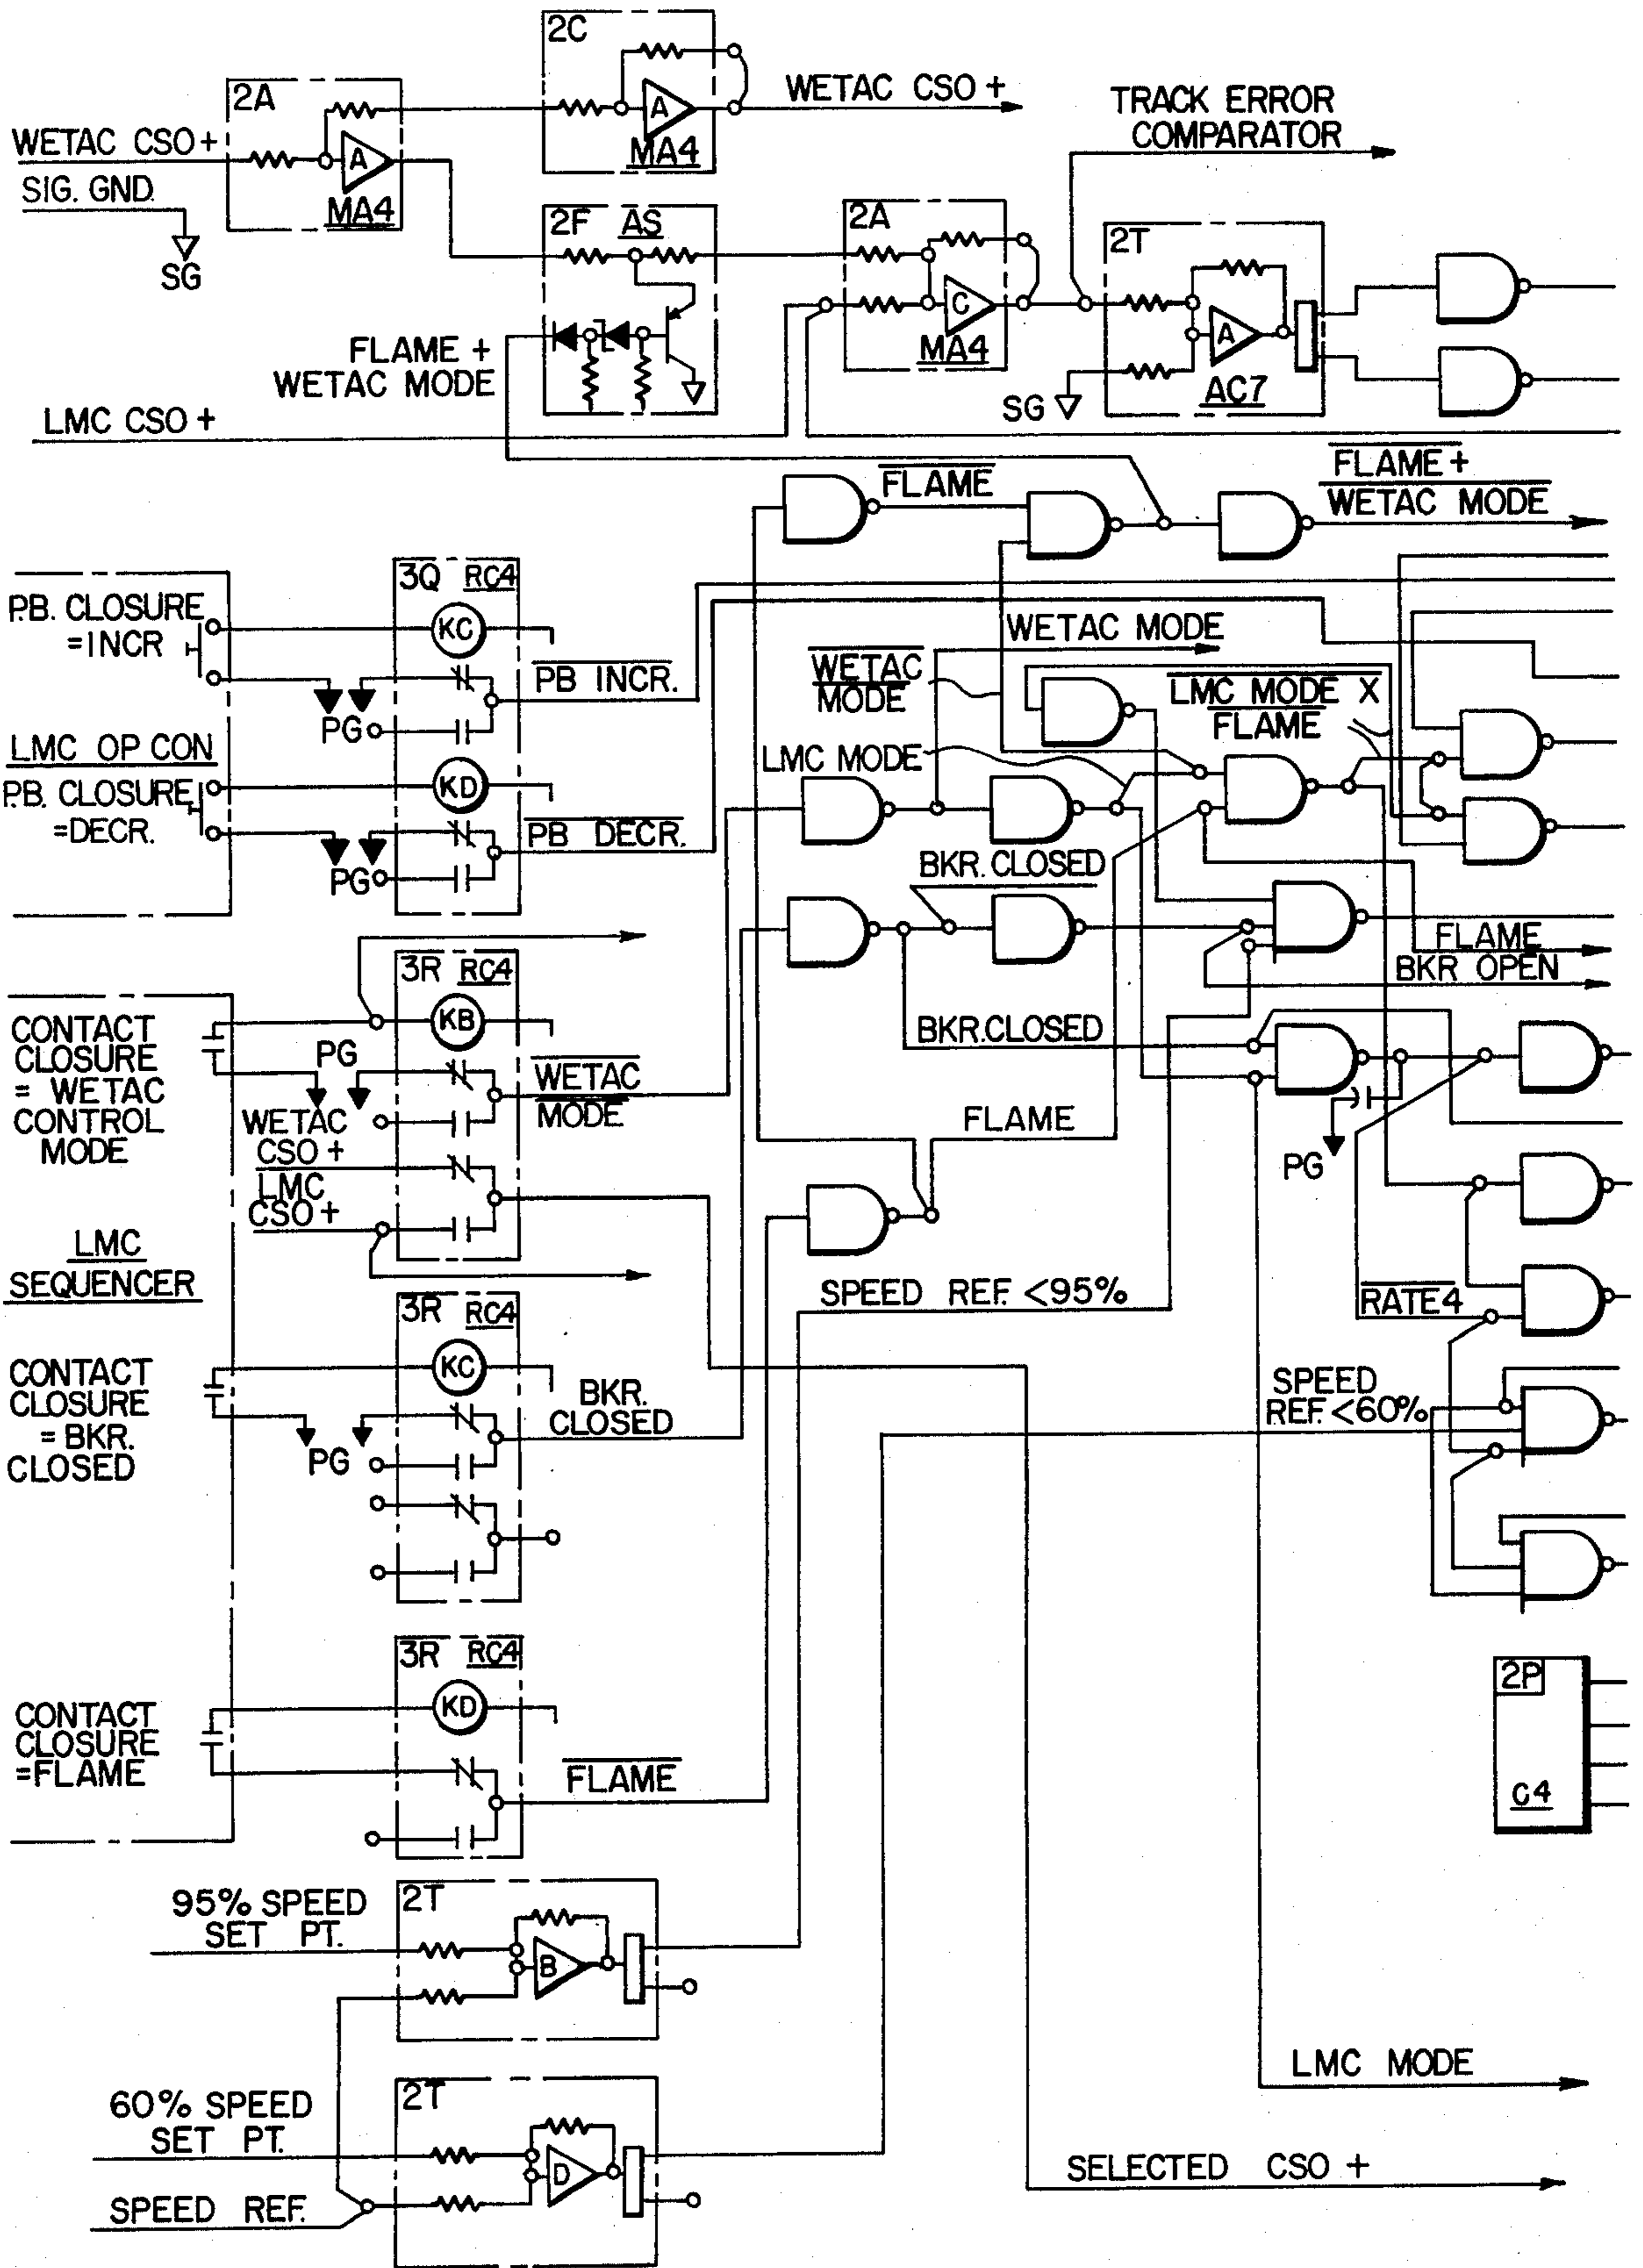 2C
A
MA4
WETAC CSO +
2A
WETAC CSO +
A
MA4
SIG. GND.
SG
TRACK ERROR
COMPARATOR
2F AS
2A
C
MA4
2T
A
AC7
SG
FLAME +
WETAC MODE
LMC CSO +
FLAME
FLAME +
WETAC MODE
P.B. CLOSURE
=INCR
3Q RC4
KC
PB INCR.
PG
LMC OP CON
P.B. CLOSURE
=DECR.
KD
PB DECR.
PG
WETAC MODE
WETAC
MODE
LMC MODE X
FLAME
LMC MODE
BKR. CLOSED
FLAME
BKR OPEN
BKR. CLOSED
3R RC4
KB
CONTACT
CLOSURE
= WETAC
CONTROL
MODE
PG
WETAC
CSO +
LMC
CSO +
WETAC
MODE
FLAME
PG
LMC
SEQUENCER
SPEED REF. <95%
RATE4
3R RC4
KC
CONTACT
CLOSURE
= BKR.
CLOSED
PG
BKR.
CLOSED
SPEED
REF. <60%
3R RC4
KD
CONTACT
CLOSURE
=FLAME
FLAME
2P
C4
95% SPEED
SET PT.
2T
B
60% SPEED
SET PT.
2T
D
SPEED REF.
LMC MODE
SELECTED CSO +